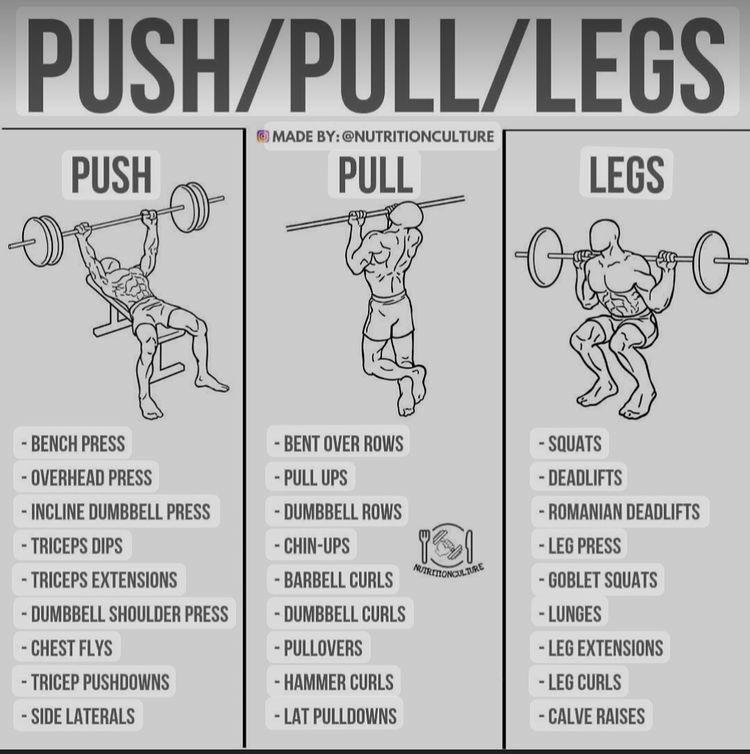 PUSH/PULL/LEGS
MADE BY: @NUTRITIONCULTURE
PUSH
- BENCH PRESS
- OVERHEAD PRESS
- INCLINE DUMBBELL PRESS
- TRICEPS DIPS
- TRICEPS EXTENSIONS
- DUMBBELL SHOULDER PRESS
- CHEST FLYS
- TRICEP PUSHDOWNS
- SIDE LATERALS
PULL
- BENT OVER ROWS
- PULL UPS
- DUMBBELL ROWS
- CHIN-UPS
- BARBELL CURLS
- DUMBBELL CURLS
- PULLOVERS
- HAMMER CURLS
- LAT PULLDOWNS
NUTRITIONCULTURE
LEGS
- SQUATS
- DEADLIFTS
- ROMANIAN DEADLIFTS
- LEG PRESS
- GOBLET SQUATS
- LUNGES
- LEG EXTENSIONS
- LEG CURLS
- CALVE RAISES